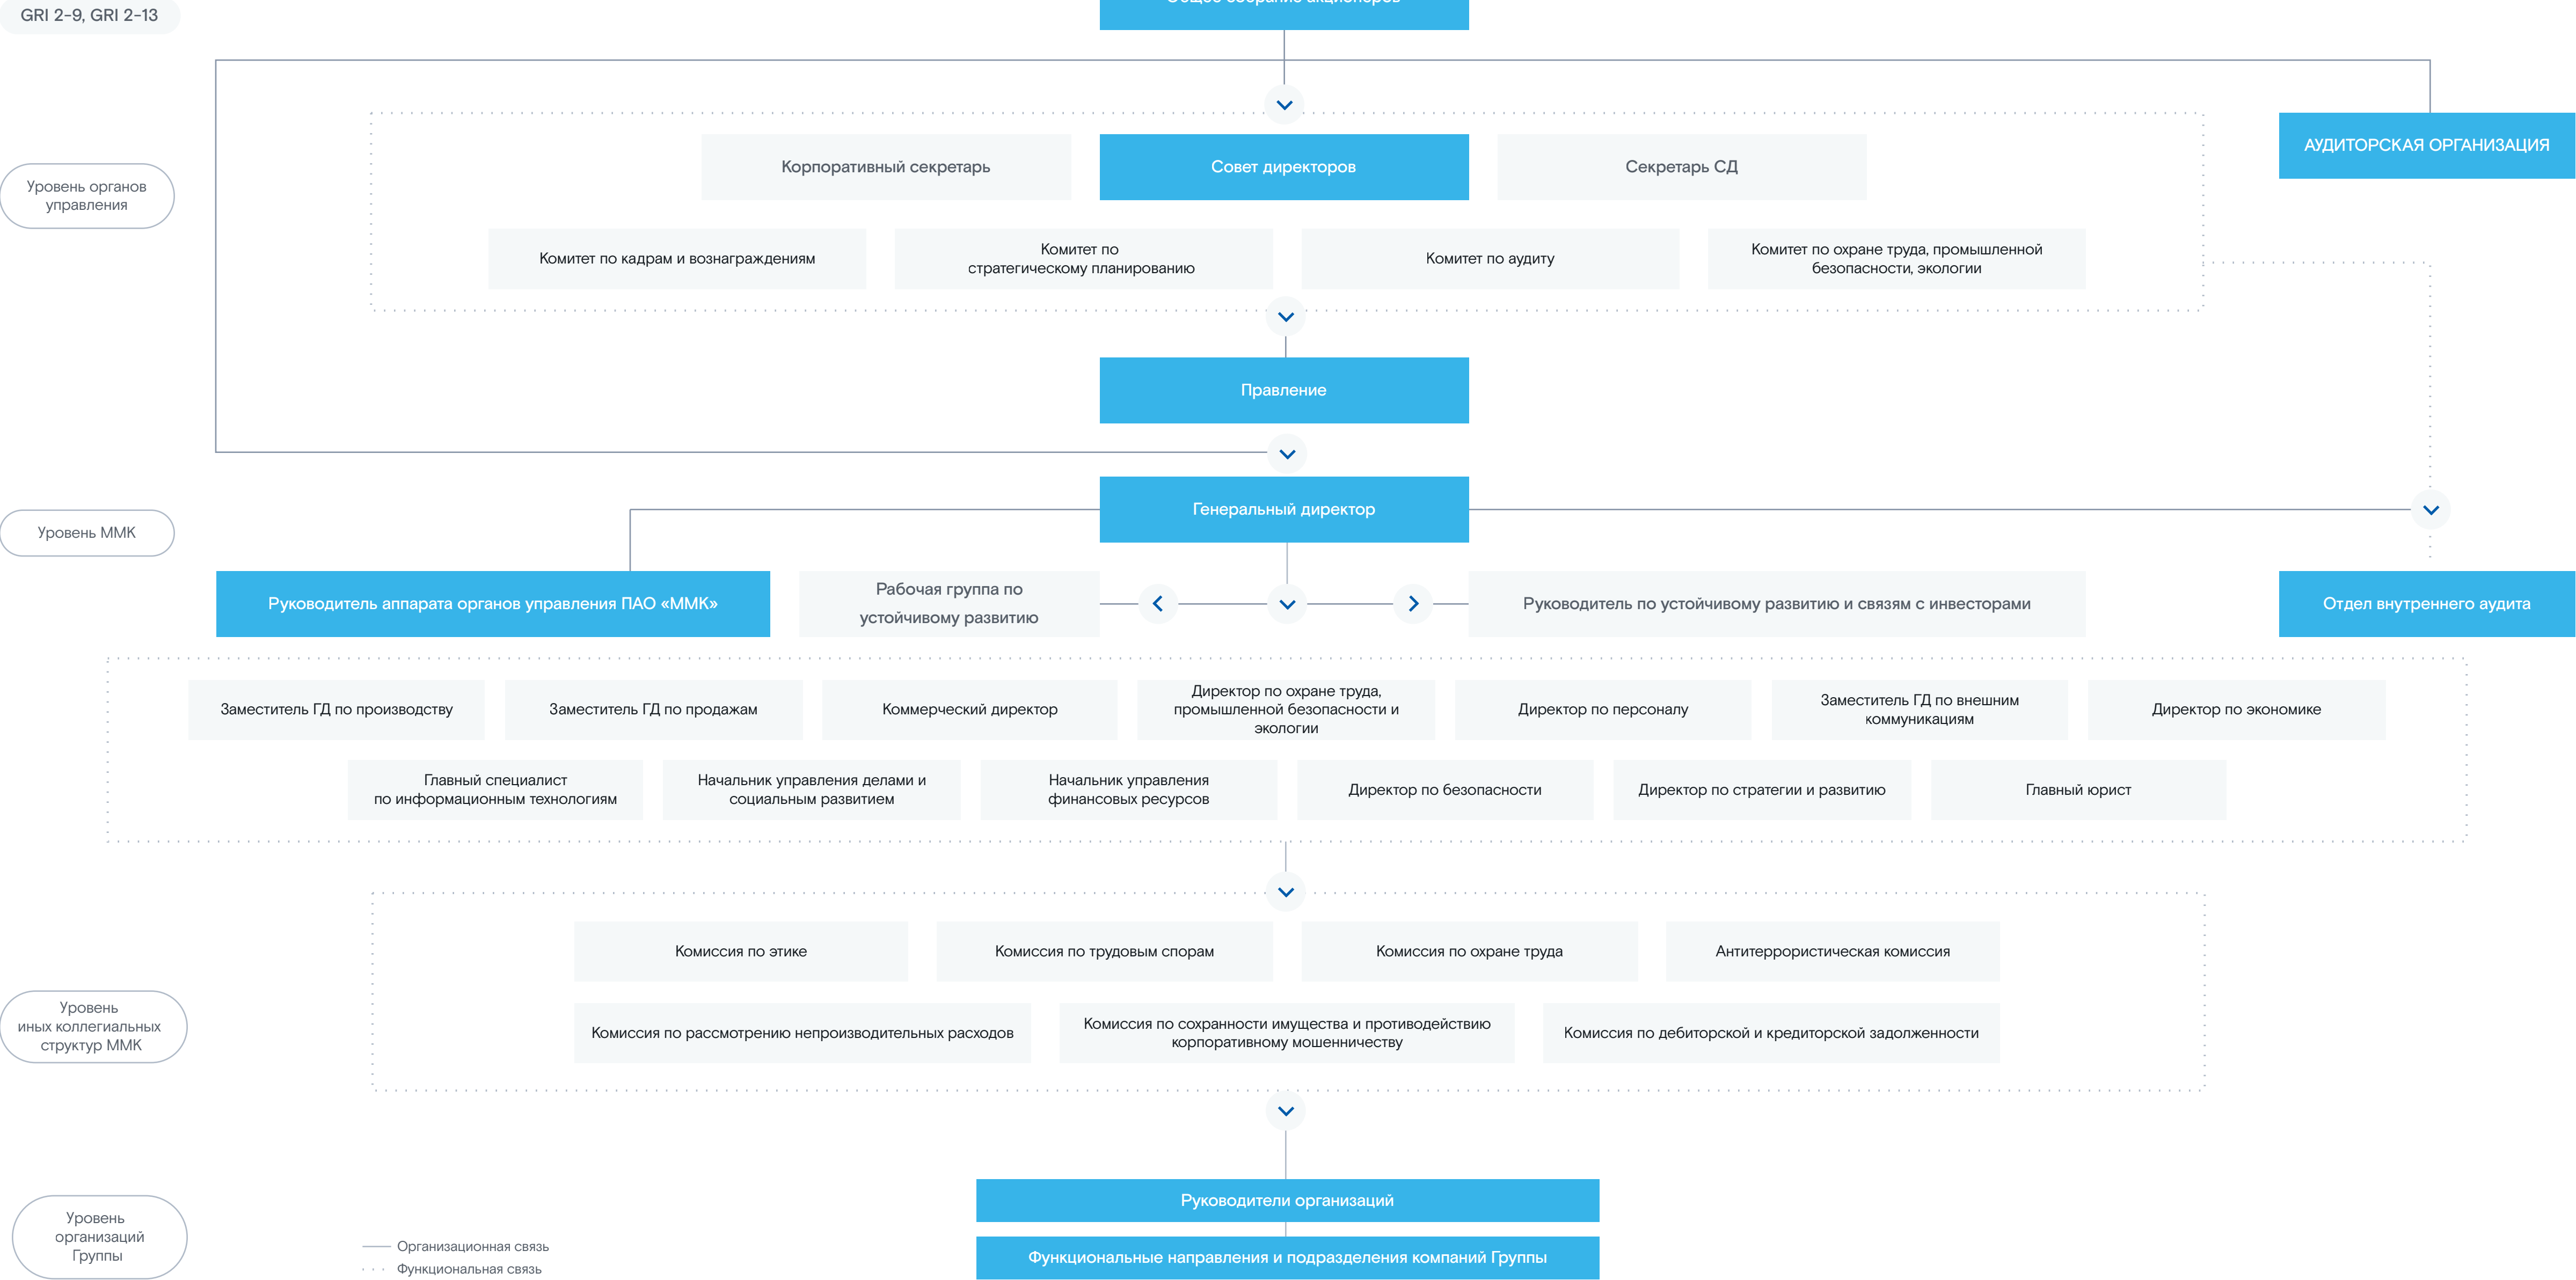 GRI 2-9, GRI 2-13
Общее собрание акционеров
АУДИТОРСКАЯ ОРГАНИЗАЦИЯ
Уровень органов
управления
Корпоративный секретарь
Совет директоров
Секретарь СД
Комитет по кадрам и вознаграждениям
Комитет по
стратегическому планированию
Комитет по аудиту
Комитет по охране труда, промышленной
безопасности, экологии
Правление
Уровень ММК
Генеральный директор
Руководитель аппарата органов управления ПАО «ММК»
Рабочая группа по
устойчивому развитию
Руководитель по устойчивому развитию и связям с инвесторами
Отдел внутреннего аудита
Заместитель ГД по производству
Заместитель ГД по продажам
Коммерческий директор
Директор по охране труда,
промышленной безопасности и
экологии
Директор по персоналу
Заместитель ГД по внешним
коммуникациям
Директор по экономике
Главный специалист
по информационным технологиям
Начальник управления делами и
социальным развитием
Начальник управления
финансовых ресурсов
Директор по безопасности
Директор по стратегии и развитию
Главный юрист
Уровень
иных коллегиальных
структур ММК
Комиссия по этике
Комиссия по трудовым спорам
Комиссия по охране труда
Антитеррористическая комиссия
Комиссия по рассмотрению непроизводительных расходов
Комиссия по сохранности имущества и противодействию
корпоративному мошенничеству
Комиссия по дебиторской и кредиторской задолженности
Уровень
организаций
Группы
Руководители организаций
Функциональные направления и подразделения компаний Группы
Организационная связь
Функциональная связь